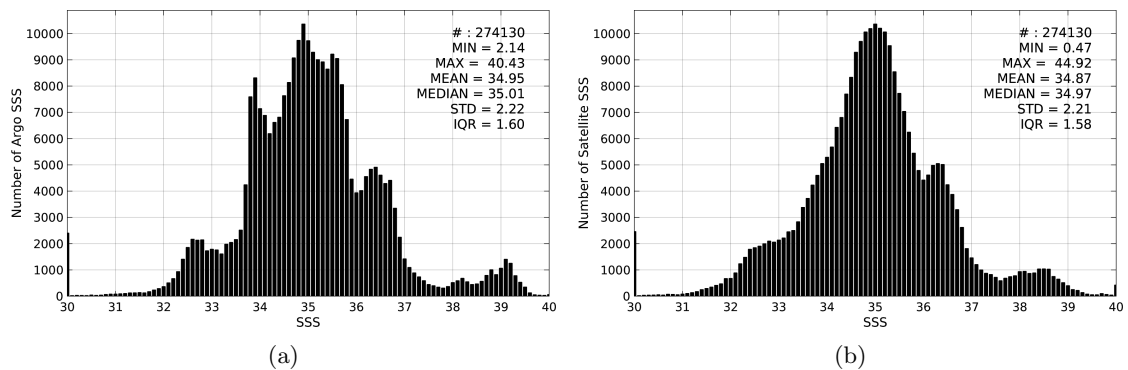 10000
9000
8000
7000
6000
5000
4000
3000
2000
1000
0
Number of Argo SSS
# : 274130
MIN = 2.14
MAX = 40.43
MEAN = 34.95
MEDIAN = 35.01
STD = 2.22
IQR = 1.60
30 31 32 33 34 35 36 37 38 39 40
SSS
(a)
10000
9000
8000
7000
6000
5000
4000
3000
2000
1000
0
Number of Satellite SSS
# : 274130
MIN = 0.47
MAX = 44.92
MEAN = 34.87
MEDIAN = 34.97
STD = 2.21
IQR = 1.58
30 31 32 33 34 35 36 37 38 39 40
SSS
(b)